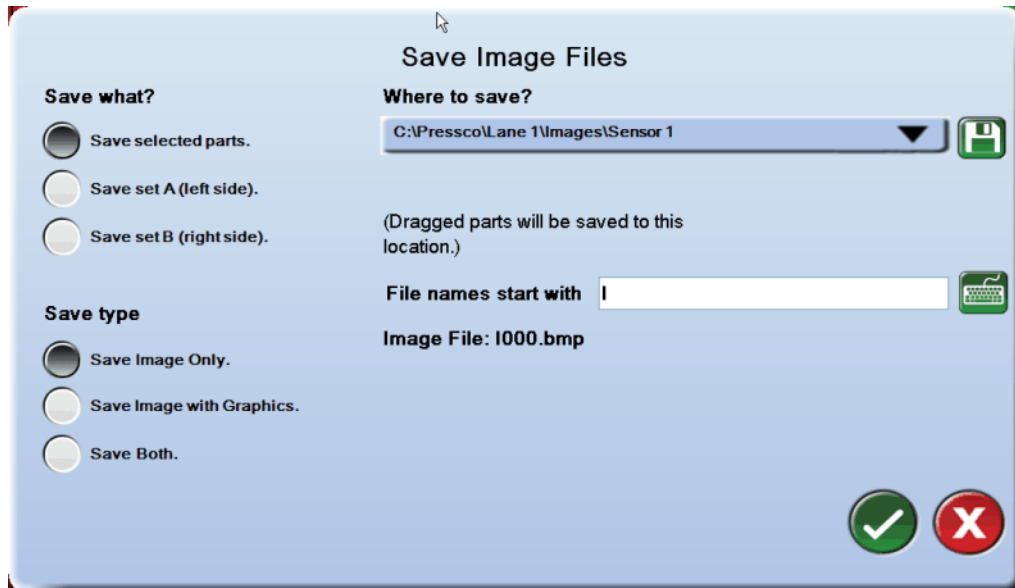 Save Image Files
Save what?
Save selected parts.
Save set A (left side).
Save set B (right side).
Save type
Save Image Only.
Save Image with Graphics.
Save Both.
Where to save?
C:\Pressco\Lane 1\Images\Sensor 1
(Dragged parts will be saved to this
location.)
File names start with I
Image File: I000.bmp